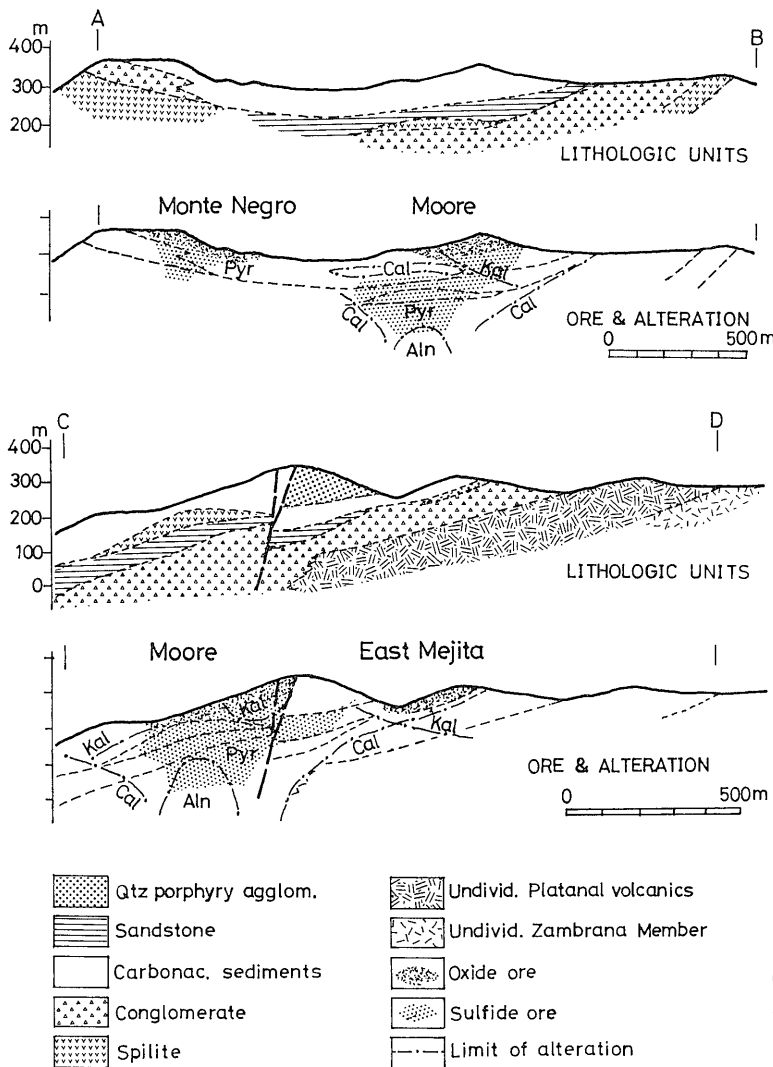 A
B
m
400
300
200
LITHOLOGIC UNITS
Monte Negro Moore
Pyr Cal Kal
Cal Pyr Cal
Aln
ORE & ALTERATION
0 500m
C
D
m
400
300
200
100
0
LITHOLOGIC UNITS
Moore East Mejita
Kal Kal Kal
Pyr Cal
Cal Aln
ORE & ALTERATION
0 500m
Qtz porphyry agglom.
Sandstone
Carbonac. sediments
Conglomerate
Spilite
Undivid. Platanal volcanics
Undivid. Zambrana Member
Oxide ore
Sulfide ore
Limit of alteration